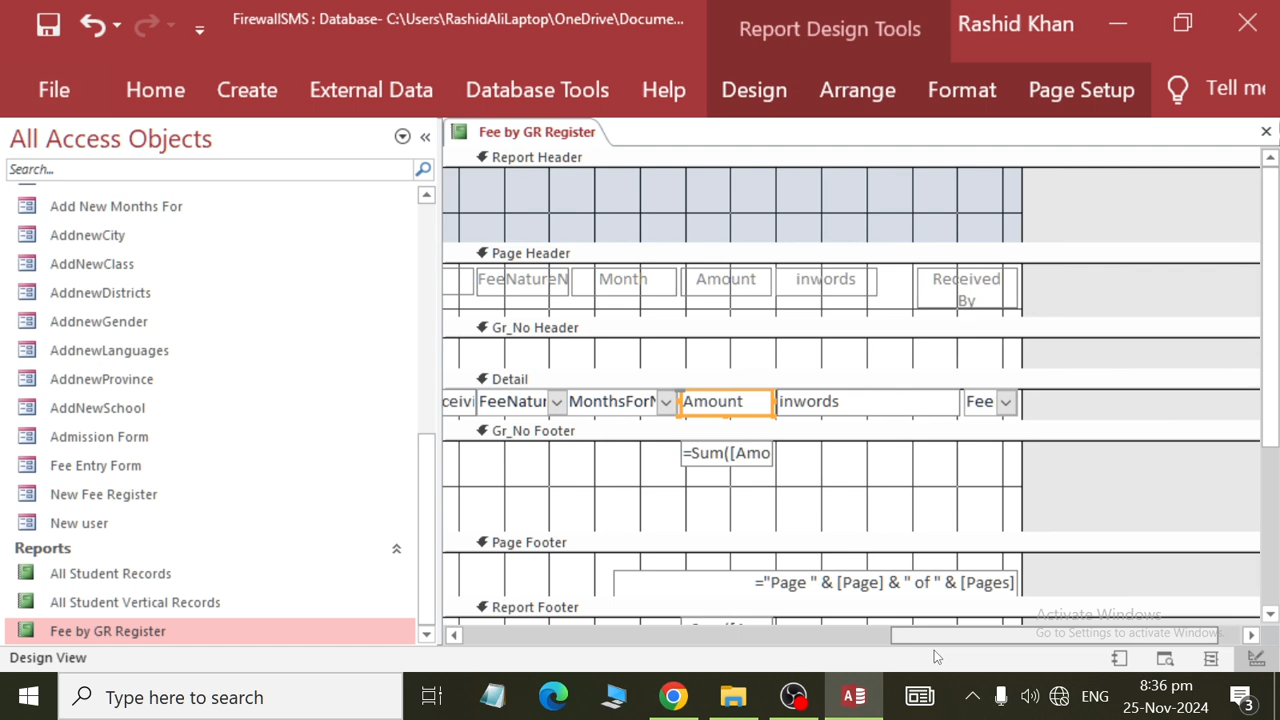 FirewallSMS : Database- C:\Users\RashidAliLaptop\OneDrive\Docume...
Report Design Tools
Rashid Khan
File Home Create External Data Database Tools Help Design Arrange Format Page Setup Tell me
All Access Objects
Search...
Add New Months For
AddnewCity
AddNewClass
AddnewDistricts
AddnewGender
AddnewLanguages
AddnewProvince
AddNewSchool
Admission Form
Fee Entry Form
New Fee Register
New user
Reports
All Student Records
All Student Vertical Records
Fee by GR Register
Fee by GR Register
Report Header
Page Header
FeeNatureN Month Amount inwords Received
By
Gr_No Header
Detail
ceivi FeeNatur MonthsForN Amount inwords Fee
Gr_No Footer
=Sum([Amo
Page Footer
="Page " & [Page] & " of " & [Pages]
Report Footer
Activate Windows
Go to Settings to activate Windows.
Design View
Type here to search
ENG
8:36 pm
25-Nov-2024
3